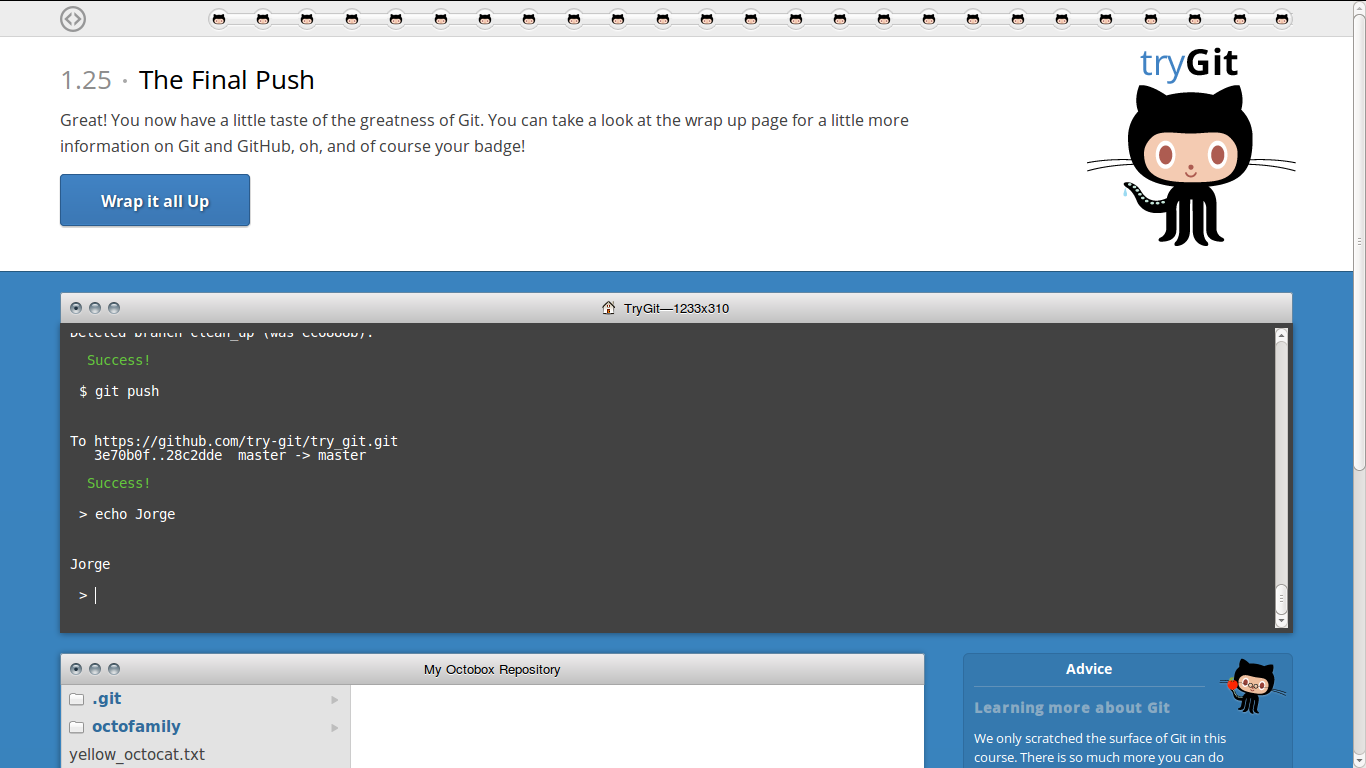 tryGit
1.25 · The Final Push
Great! You now have a little taste of the greatness of Git. You can take a look at the wrap up page for a little more
information on Git and GitHub, oh, and of course your badge!
Wrap it all Up
TryGit—1233x310
Deleted branch clean_up (was
Success!
$ git push
To https://github.com/try-git/try_git.git
3e70b0f..28c2dde master -> master
Success!
> echo Jorge
Jorge
>
My Octobox Repository
.git
octofamily
yellow_octocat.txt
Advice
Learning more about Git
We only scratched the surface of Git in this
course. There is so much more you can do